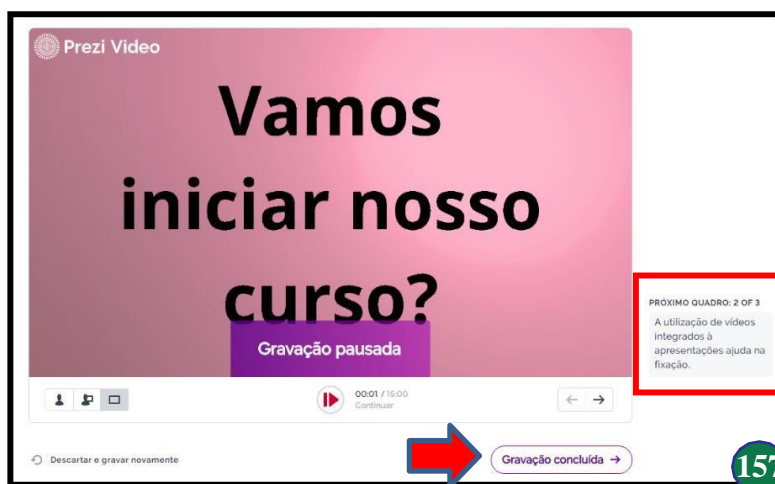 Prezi Video
Vamos
iniciar nosso
curso?
Gravação pausada
PRÓXIMO QUADRO: 2 OF 3
A utilização de vídeos
integrados à
apresentações ajuda na
fixação.
00:01 / 15:00
Continuar
Descartar e gravar novamente
Gravação concluída →
157